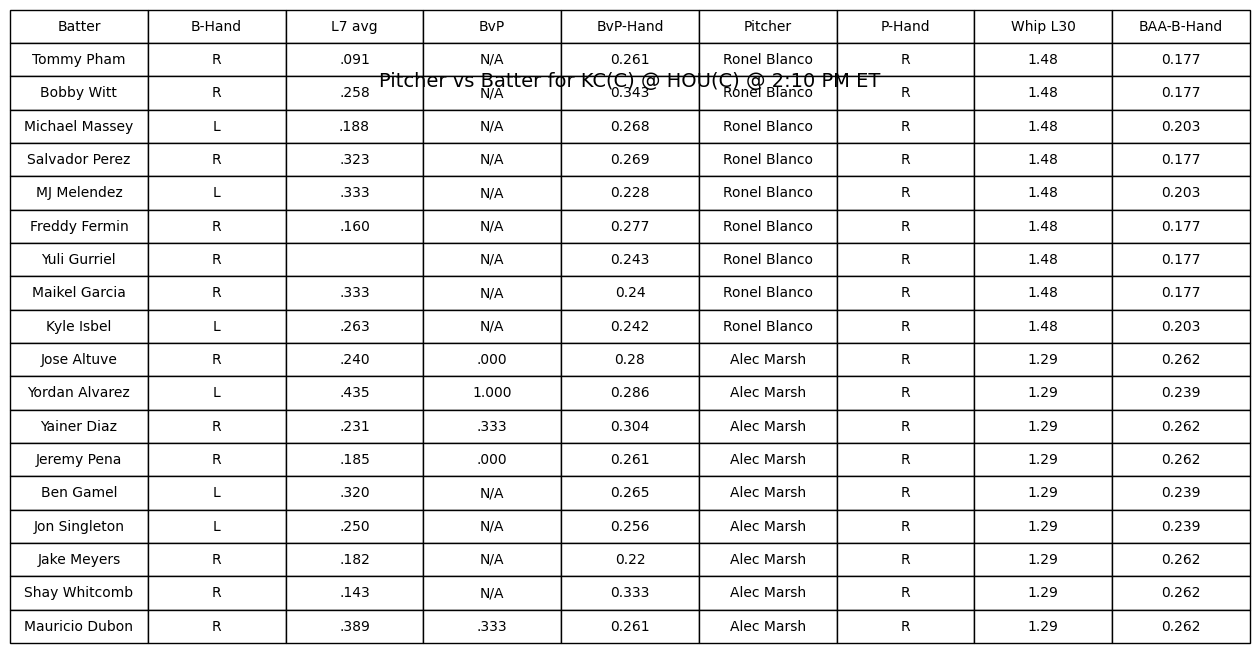 Batter B-Hand L7 avg BvP BvP-Hand Pitcher P-Hand Whip L30 BAA-B-Hand
Tommy Pham R .091 N/A 0.261 Ronel Blanco R 1.48 0.177
Pitcher vs Batter for KC(C) @ HOU(C) @ 2:10 PM ET
Bobby Witt R .258 N/A 0.343 Ronel Blanco R 1.48 0.177
Michael Massey L .188 N/A 0.268 Ronel Blanco R 1.48 0.203
Salvador Perez R .323 N/A 0.269 Ronel Blanco R 1.48 0.177
MJ Melendez L .333 N/A 0.228 Ronel Blanco R 1.48 0.203
Freddy Fermin R .160 N/A 0.277 Ronel Blanco R 1.48 0.177
Yuli Gurriel R N/A 0.243 Ronel Blanco R 1.48 0.177
Maikel Garcia R .333 N/A 0.24 Ronel Blanco R 1.48 0.177
Kyle Isbel L .263 N/A 0.242 Ronel Blanco R 1.48 0.203
Jose Altuve R .240 .000 0.28 Alec Marsh R 1.29 0.262
Yordan Alvarez L .435 1.000 0.286 Alec Marsh R 1.29 0.239
Yainer Diaz R .231 .333 0.304 Alec Marsh R 1.29 0.262
Jeremy Pena R .185 .000 0.261 Alec Marsh R 1.29 0.262
Ben Gamel L .320 N/A 0.265 Alec Marsh R 1.29 0.239
Jon Singleton L .250 N/A 0.256 Alec Marsh R 1.29 0.239
Jake Meyers R .182 N/A 0.22 Alec Marsh R 1.29 0.262
Shay Whitcomb R .143 N/A 0.333 Alec Marsh R 1.29 0.262
Mauricio Dubon R .389 .333 0.261 Alec Marsh R 1.29 0.262